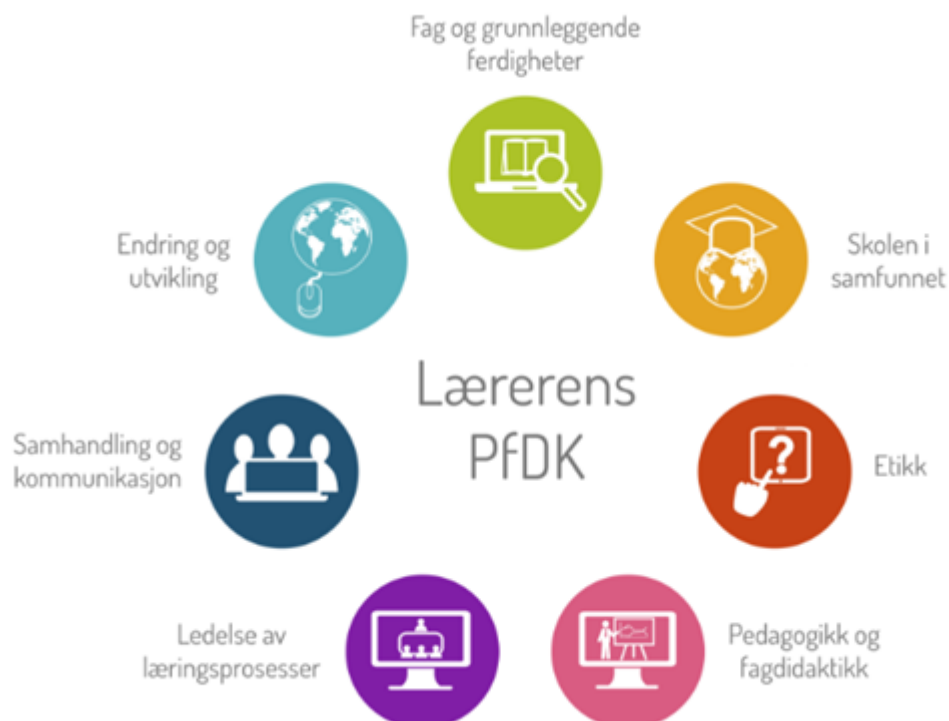 Fag og grunnleggende
ferdigheter
Endring og
utvikling
Skolen i
samfunnet
Lærerens
PfDK
Samhandling og
kommunikasjon
?
Etikk
Ledelse av
læringsprosesser
Pedagogikk og
fagdidaktikk